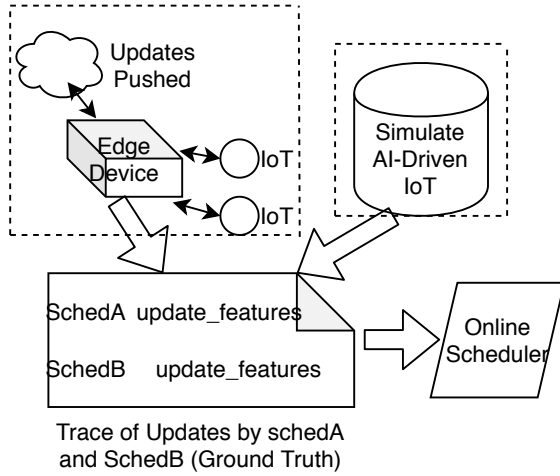 Updates
Pushed
Edge
Device
IoT
IoT
Simulate
AI-Driven
IoT
SchedA update_features
SchedB update_features
Online
Scheduler
Trace of Updates by schedA
and SchedB (Ground Truth)